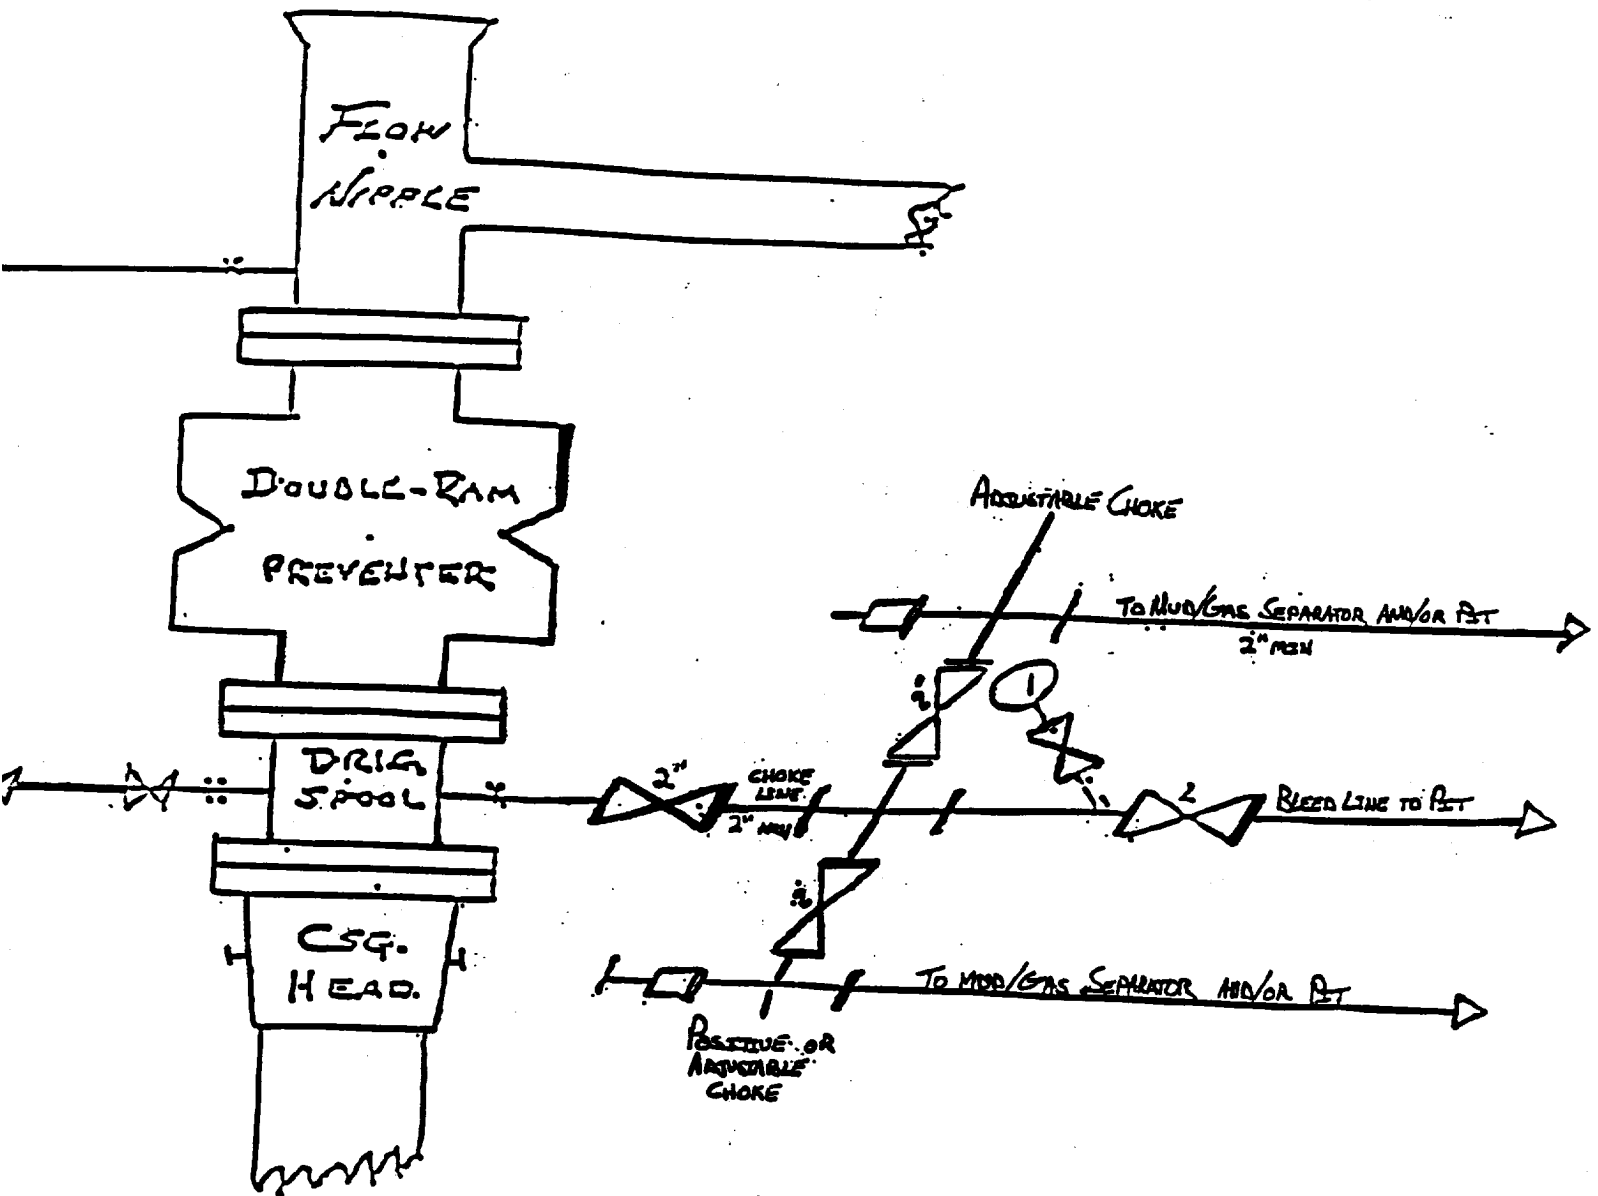 FLOW
NIPPLE
DOUBLE-RAM
PREVENTER
ADJUSTABLE CHOKE
TO MUD/GAS SEPARATOR AND/OR PIT
2" MIN
1
DRLG.
SPOOL
2"
CHOKE
LINE
2" MIN
2
BLEED LINE TO PIT
CSG.
HEAD.
TO MUD/GAS SEPARATOR AND/OR PIT
POSITIVE OR
ADJUSTABLE
CHOKE